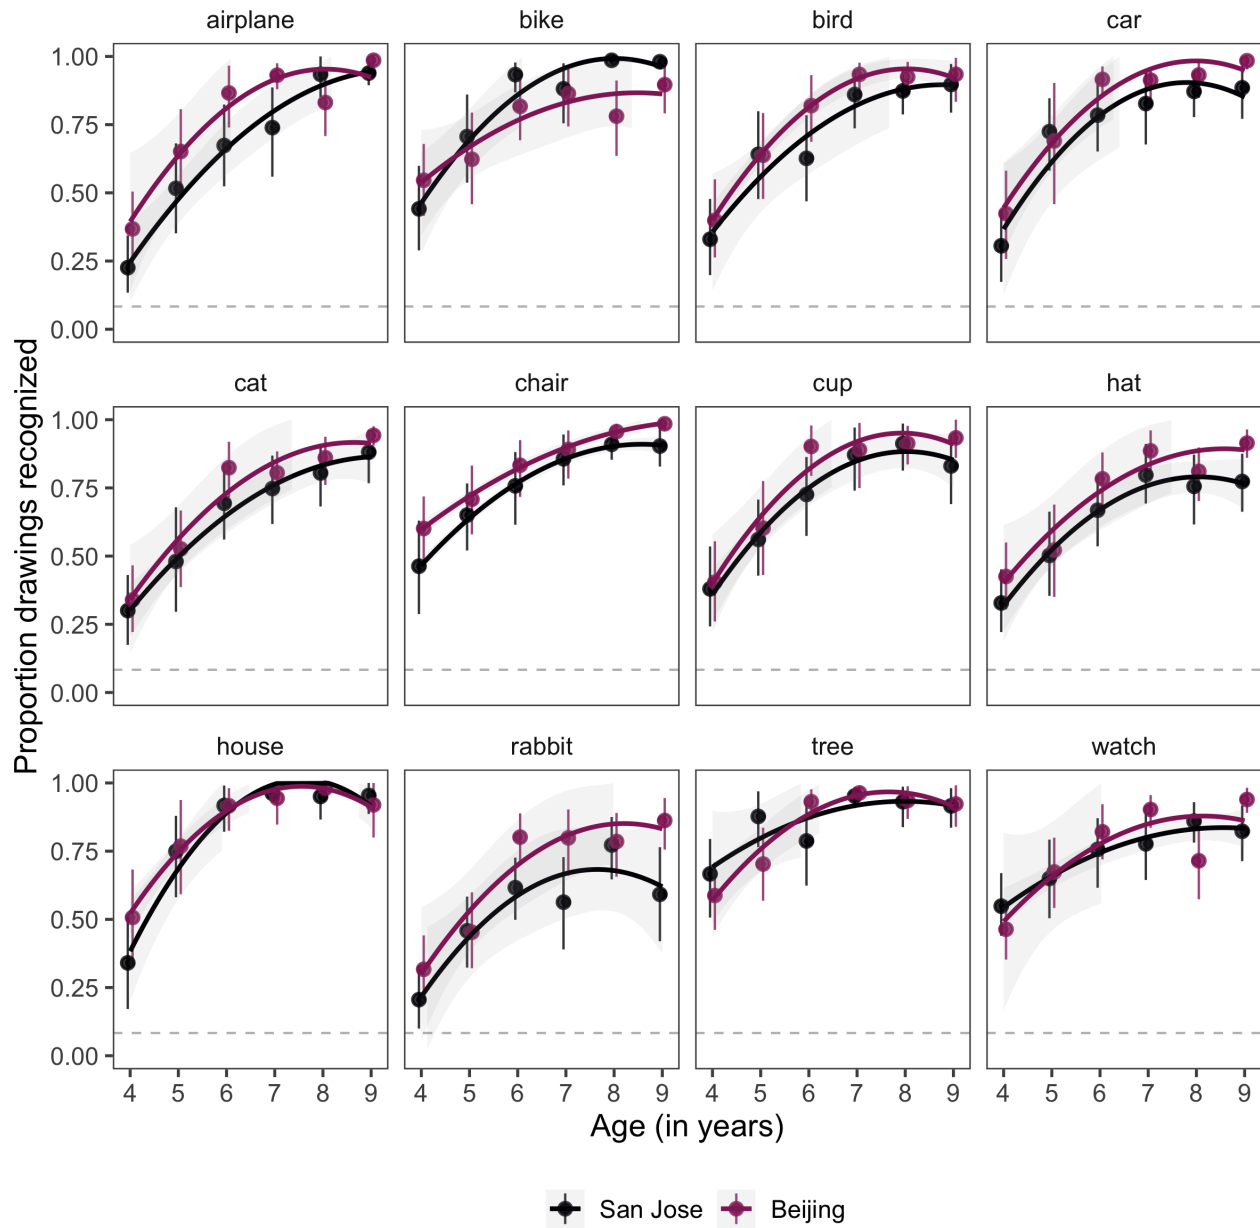 airplane bike bird car
1.00
0.75
0.50
0.25
0.00
cat chair cup hat
1.00
0.75
0.50
0.25
0.00
house rabbit tree watch
1.00
0.75
0.50
0.25
0.00
4 5 6 7 8 9 4 5 6 7 8 9 4 5 6 7 8 9 4 5 6 7 8 9
Proportion drawings recognized
Age (in years)
San Jose Beijing